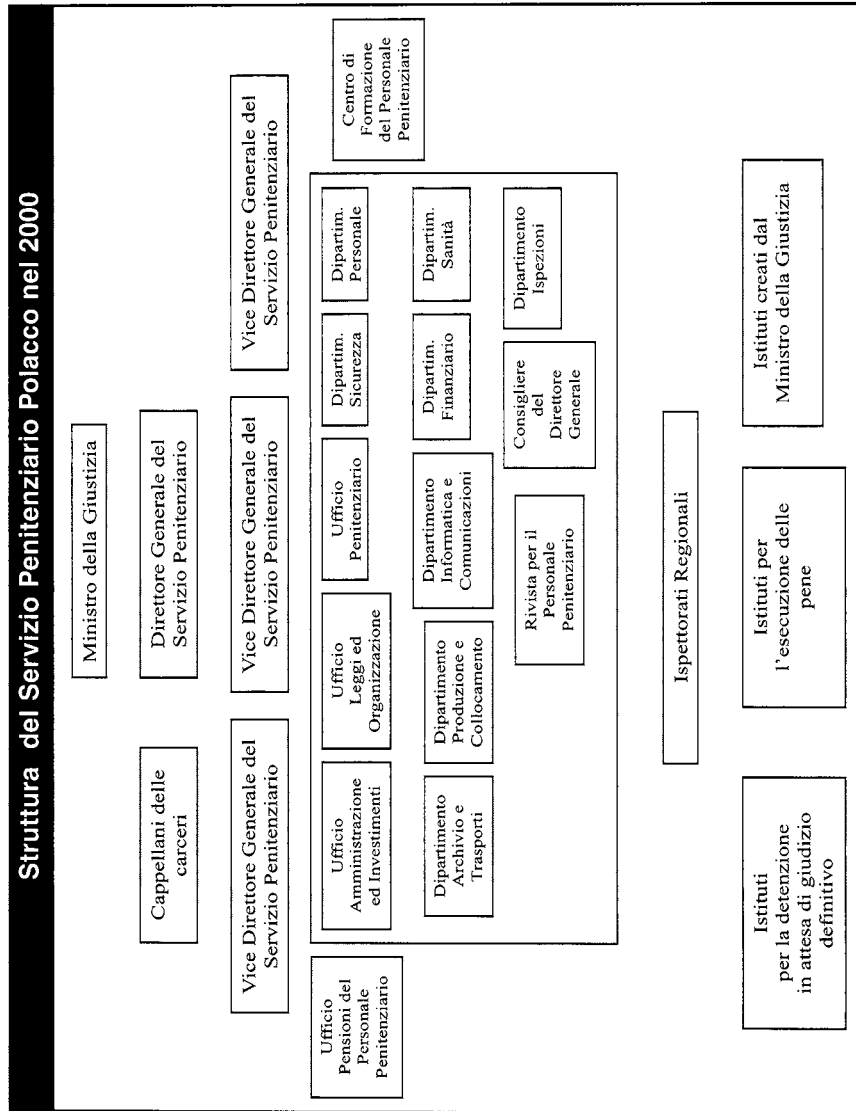 Struttura del Servizio Penitenziario Polacco nel 2000
Ministro della Giustizia
Cappellani delle
carceri
Direttore Generale del
Servizio Penitenziario
Vice Direttore Generale del
Servizio Penitenziario
Vice Direttore Generale del
Servizio Penitenziario
Vice Direttore Generale del
Servizio Penitenziario
Ufficio
Pensioni del
Personale
Penitenziario
Ufficio
Amministrazione
ed Investimenti
Ufficio
Leggi ed
Organizzazione
Ufficio
Penitenziario
Dipartim.
Sicurezza
Dipartim.
Personale
Centro di
Formazione
del Personale
Penitenziario
Dipartimento
Archivio e
Trasporti
Dipartimento
Produzione e
Collocamento
Dipartimento
Informatica e
Comunicazioni
Dipartim.
Finanziario
Dipartim.
Sanità
Rivista per il
Personale
Penitenziario
Consigliere
del
Direttore
Generale
Dipartimento
Ispezioni
Ispettorati Regionali
Istituti
per la detenzione
in attesa di giudizio
definitivo
Istituti per
l'esecuzione delle
pene
Istituti creati dal
Ministro della Giustizia